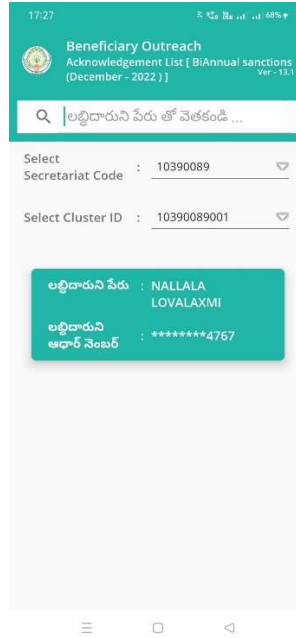 17:27
68%
Beneficiary Outreach
Acknowledgement List [ BiAnnual sanctions
(December - 2022 ) ]
Ver - 13.1
లబ్ధిదారుని పేరు తో వెతకండి ...
Select
Secretariat Code : 10390089
Select Cluster ID : 10390089001
లబ్ధిదారుని పేరు : NALLALA
LOVALAXMI
లబ్ధిదారుని
ఆధార్ నెంబర్ : ********4767